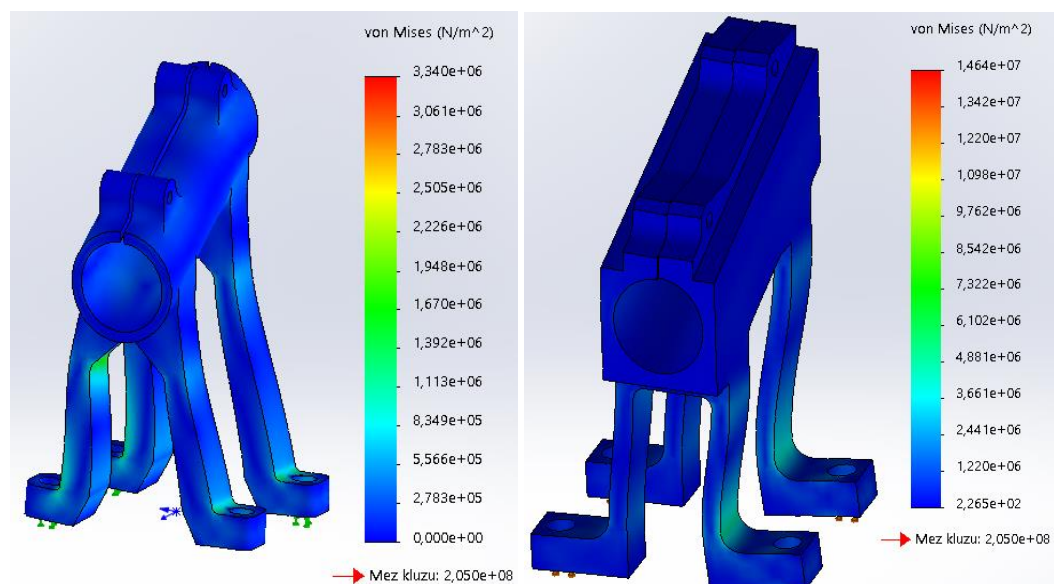 von Mises (N/m^2)
3,340e+06
3,061e+06
2,783e+06
2,505e+06
2,226e+06
1,948e+06
1,670e+06
1,392e+06
1,113e+06
8,349e+05
5,566e+05
2,783e+05
0,000e+00
Mez kluzu: 2,050e+08
von Mises (N/m^2)
1,464e+07
1,342e+07
1,220e+07
1,098e+07
9,762e+06
8,542e+06
7,322e+06
6,102e+06
4,881e+06
3,661e+06
2,441e+06
1,220e+06
2,265e+02
Mez kluzu: 2,050e+08